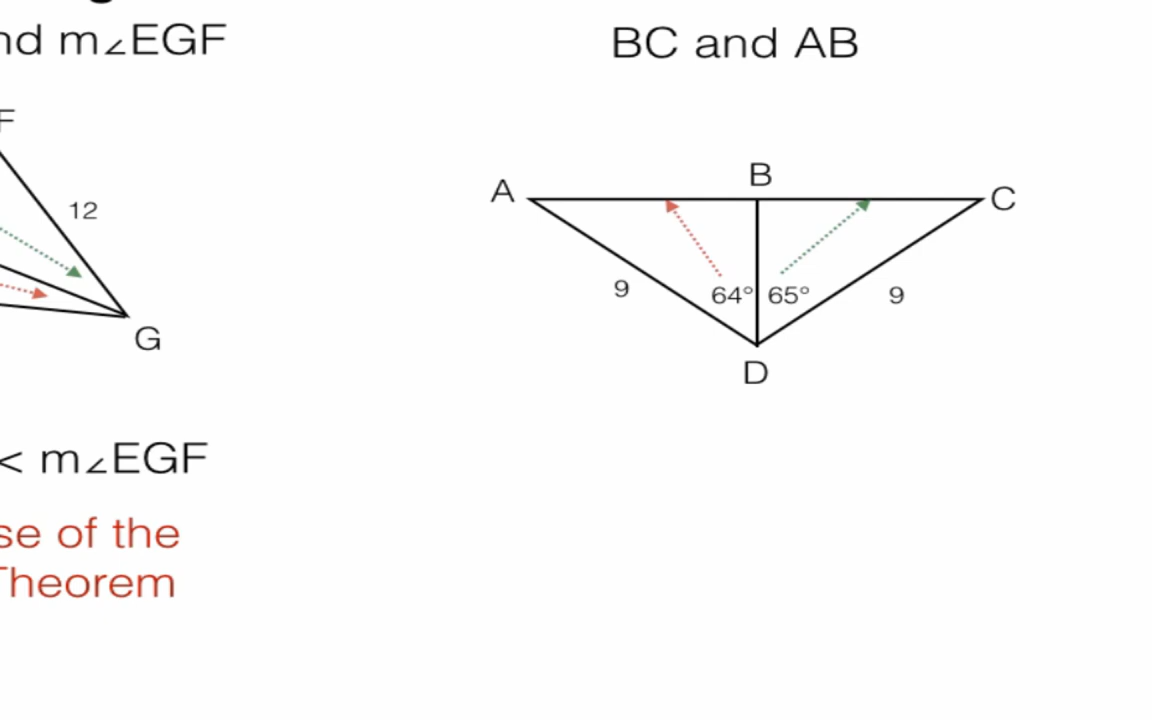 nd m∠EGF
BC and AB
F
12
G
A
B
C
9
64°
65°
9
D
< m∠EGF
se of the
Theorem